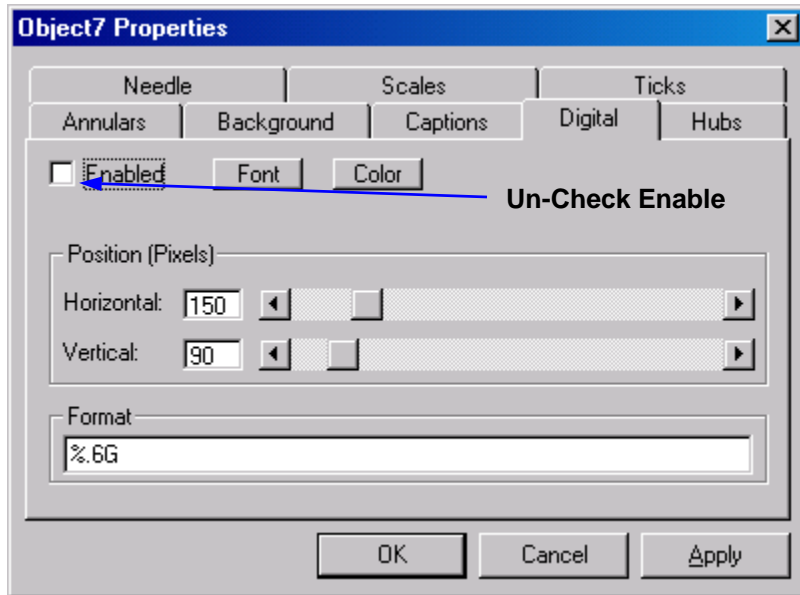 Object7 Properties
Needle Scales Ticks
Annulars Background Captions Digital Hubs
Enabled Font Color
Un-Check Enable
Position (Pixels)
Horizontal: 150
Vertical: 90
Format
%.6G
OK Cancel Apply